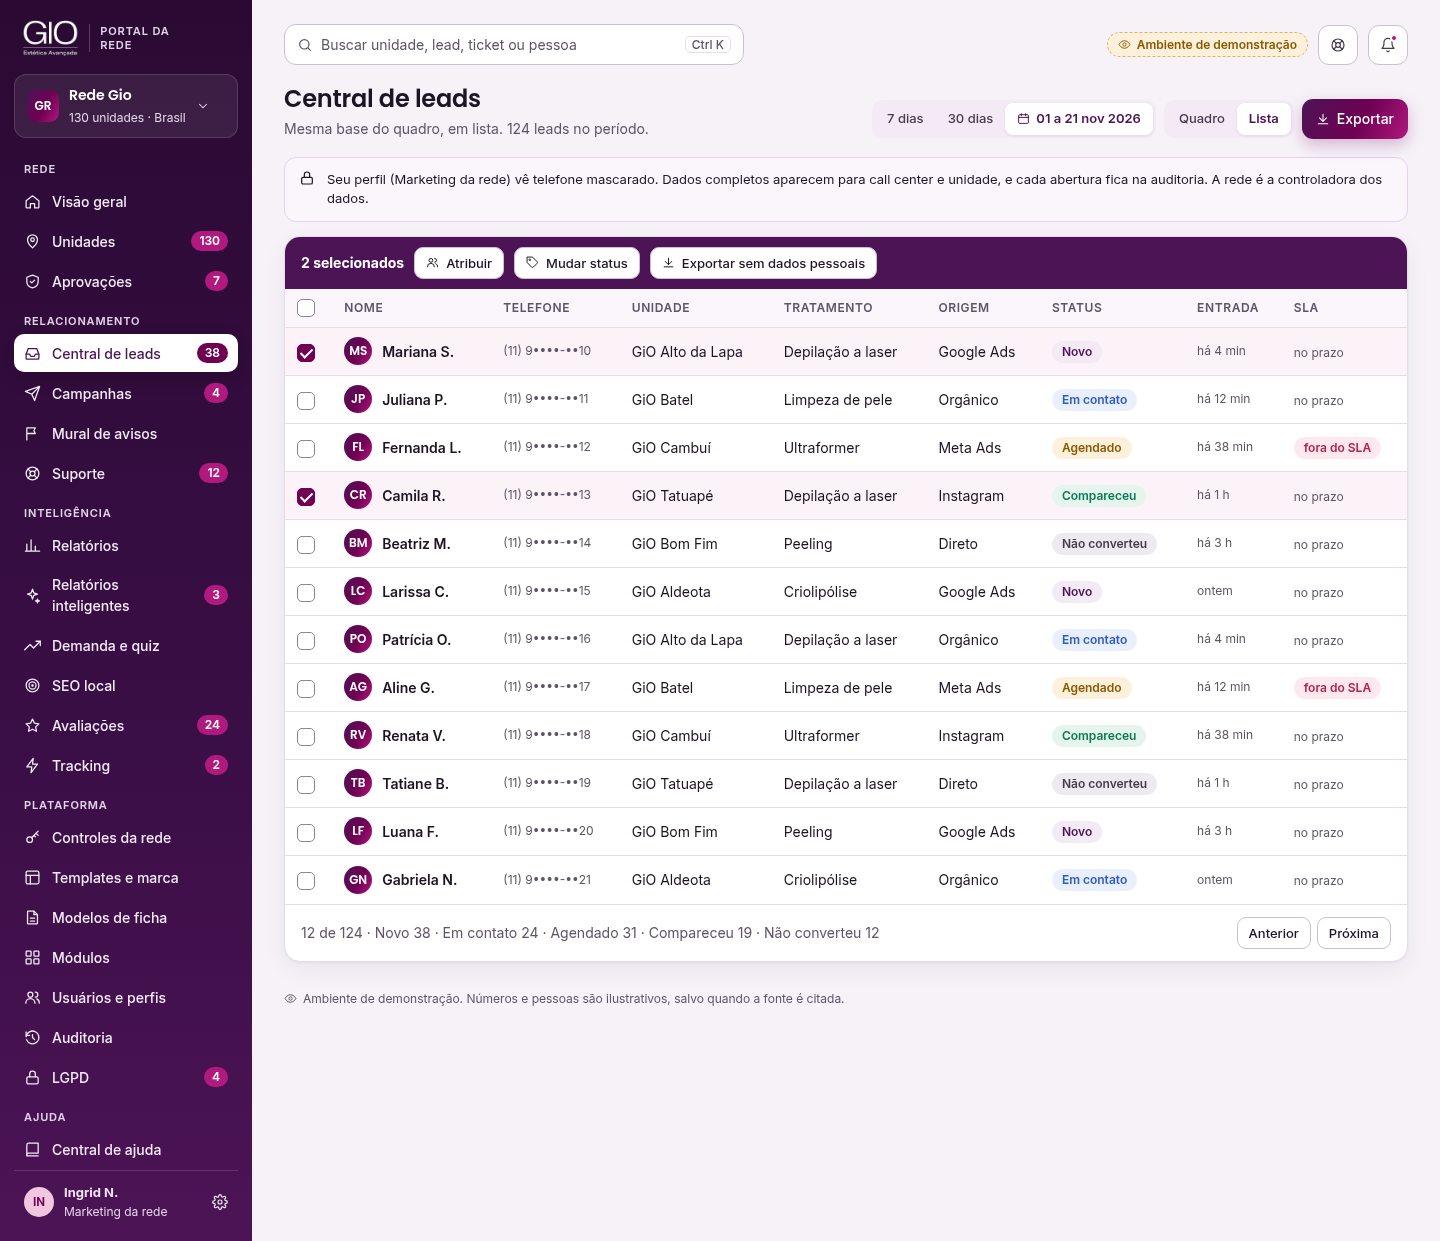 GIO
Estética Avançada
PORTAL DA
REDE
GR
Rede Gio
130 unidades · Brasil
REDE
Visão geral
Unidades 130
Aprovações 7
RELACIONAMENTO
Central de leads 38
Campanhas 4
Mural de avisos
Suporte 12
INTELIGÊNCIA
Relatórios
Relatórios
inteligentes 3
Demanda e quiz
SEO local
Avaliações 24
Tracking 2
PLATAFORMA
Controles da rede
Templates e marca
Modelos de ficha
Módulos
Usuários e perfis
Auditoria
LGPD 4
AJUDA
Central de ajuda
IN
Ingrid N.
Marketing da rede
Buscar unidade, lead, ticket ou pessoa Ctrl K
Ambiente de demonstração
Central de leads
Mesma base do quadro, em lista. 124 leads no período.
7 dias 30 dias 01 a 21 nov 2026 Quadro Lista Exportar
Seu perfil (Marketing da rede) vê telefone mascarado. Dados completos aparecem para call center e unidade, e cada abertura fica na auditoria. A rede é a controladora dos
dados.
2 selecionados Atribuir Mudar status Exportar sem dados pessoais
NOME TELEFONE UNIDADE TRATAMENTO ORIGEM STATUS ENTRADA SLA
MS Mariana S. (11) 9••••-••10 GiO Alto da Lapa Depilação a laser Google Ads Novo há 4 min no prazo
JP Juliana P. (11) 9••••-••11 GiO Batel Limpeza de pele Orgânico Em contato há 12 min no prazo
FL Fernanda L. (11) 9••••-••12 GiO Cambuí Ultraformer Meta Ads Agendado há 38 min fora do SLA
CR Camila R. (11) 9••••-••13 GiO Tatuapé Depilação a laser Instagram Compareceu há 1 h no prazo
BM Beatriz M. (11) 9••••-••14 GiO Bom Fim Peeling Direto Não converteu há 3 h no prazo
LC Larissa C. (11) 9••••-••15 GiO Aldeota Criolipólise Google Ads Novo ontem no prazo
PO Patrícia O. (11) 9••••-••16 GiO Alto da Lapa Depilação a laser Orgânico Em contato há 4 min no prazo
AG Aline G. (11) 9••••-••17 GiO Batel Limpeza de pele Meta Ads Agendado há 12 min fora do SLA
RV Renata V. (11) 9••••-••18 GiO Cambuí Ultraformer Instagram Compareceu há 38 min no prazo
TB Tatiane B. (11) 9••••-••19 GiO Tatuapé Depilação a laser Direto Não converteu há 1 h no prazo
LF Luana F. (11) 9••••-••20 GiO Bom Fim Peeling Google Ads Novo há 3 h no prazo
GN Gabriela N. (11) 9••••-••21 GiO Aldeota Criolipólise Orgânico Em contato ontem no prazo
12 de 124 · Novo 38 · Em contato 24 · Agendado 31 · Compareceu 19 · Não converteu 12 Anterior Próxima
Ambiente de demonstração. Números e pessoas são ilustrativos, salvo quando a fonte é citada.